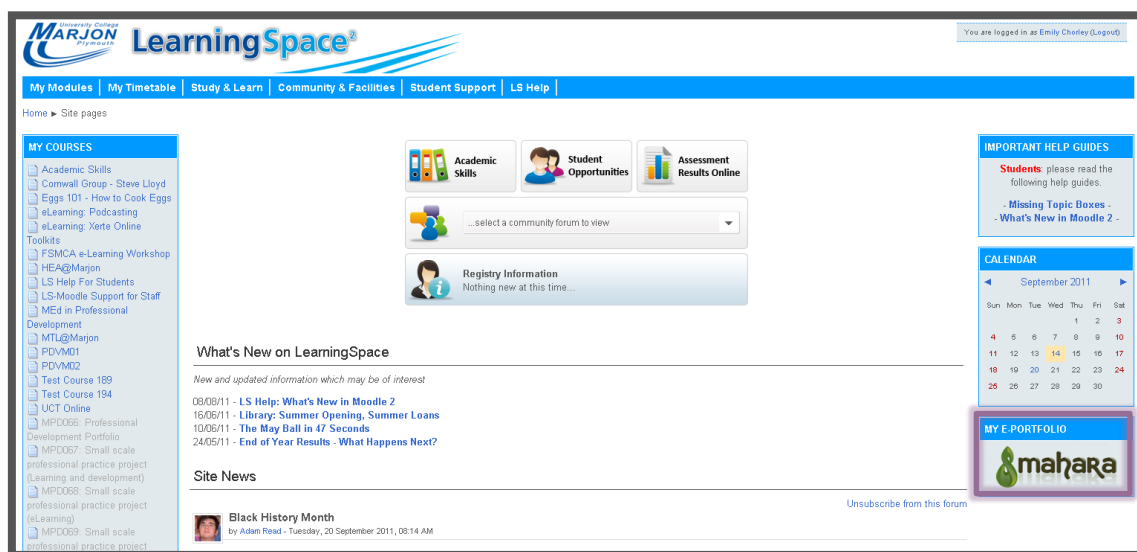 University College
MARJON
Plymouth
LearningSpace²
You are logged in as Emily Chorley (Logout)
My Modules
My Timetable
Study & Learn
Community & Facilities
Student Support
LS Help
Home ► Site pages
MY COURSES
Academic Skills
Cornwall Group - Steve Lloyd
Eggs 101 - How to Cook Eggs
eLearning: Podcasting
eLearning: Xerte Online
Toolkits
FSMCA e-Learning Workshop
HEA@Marjon
LS Help For Students
LS-Moodle Support for Staff
MEd in Professional
Development
MTL@Marjon
PDVM01
PDVM02
Test Course 189
Test Course 194
UCT Online
MPD066: Professional
Development Portfolio
MPD067: Small scale
professional practice project
(Learning and development)
MPD068: Small scale
professional practice project
(eLearning)
MPD069: Small scale
professional practice project
Academic
Skills
Student
Opportunities
Assessment
Results Online
...select a community forum to view
Registry Information
Nothing new at this time...
What's New on LearningSpace
New and updated information which may be of interest
08/08/11 - LS Help: What's New in Moodle 2
16/06/11 - Library: Summer Opening, Summer Loans
10/06/11 - The May Ball in 47 Seconds
24/05/11 - End of Year Results - What Happens Next?
Site News
Unsubscribe from this forum
Black History Month
by Adam Read - Tuesday, 20 September 2011, 08:14 AM
IMPORTANT HELP GUIDES
Students: please read the
following help guides.
- Missing Topic Boxes -
- What's New in Moodle 2 -
CALENDAR
◄ September 2011 ►
Sun Mon Tue Wed Thu Fri Sat
1 2 3
4 5 6 7 8 9 10
11 12 13 14 15 16 17
18 19 20 21 22 23 24
25 26 27 28 29 30
MY E-PORTFOLIO
mahara